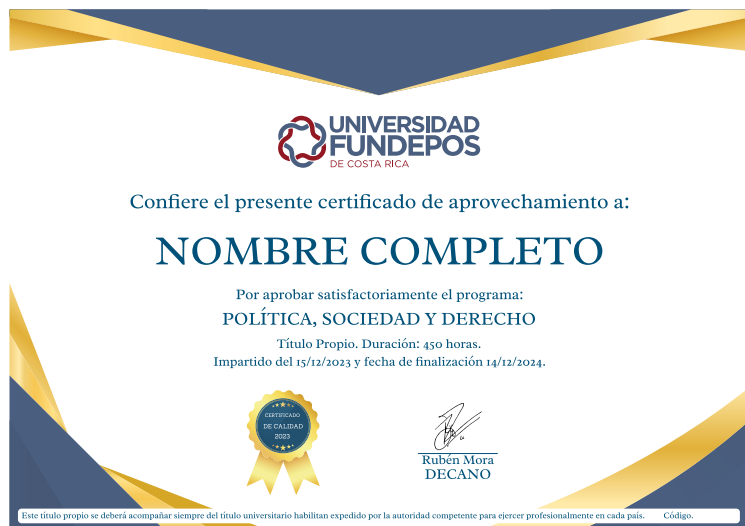 UNIVERSIDAD
FUNDEPOS
DE COSTA RICA
Confiere el presente certificado de aprovechamiento a:
NOMBRE COMPLETO
Por aprobar satisfactoriamente el programa:
POLÍTICA, SOCIEDAD Y DERECHO
Título Propio. Duración: 450 horas.
Impartido del 15/12/2023 y fecha de finalización 14/12/2024.
CERTIFICADO
DE CALIDAD
2023
Rubén Mora
DECANO
Este título propio se deberá acompañar siempre del título universitario habilitan expedido por la autoridad competente para ejercer profesionalmente en cada país. Código.